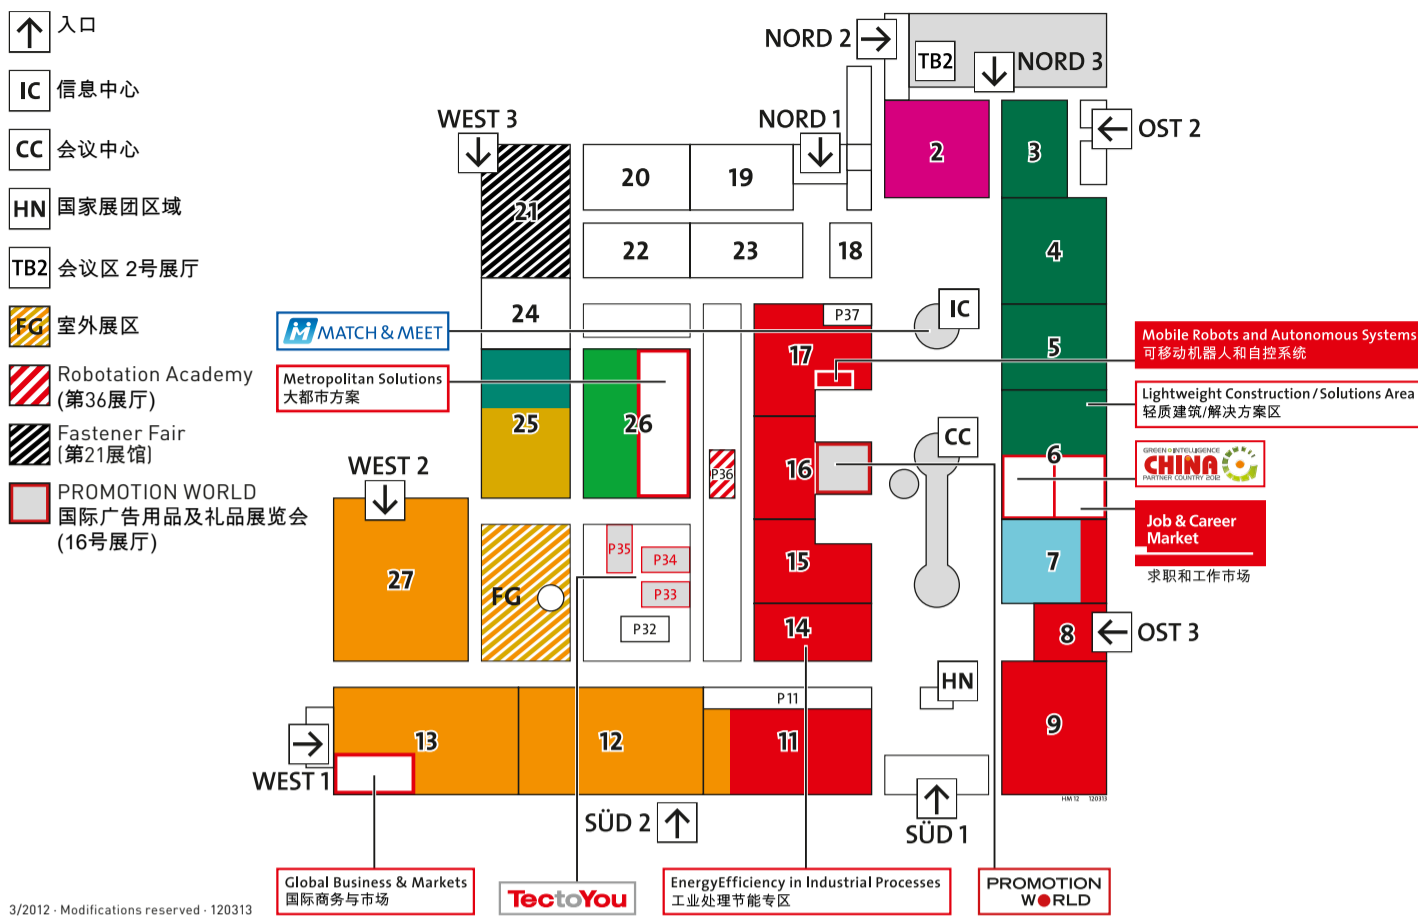 入口
IC 信息中心
CC 会议中心
HN 国家展团区域
TB2 会议区 2号展厅
FG 室外展区
Robotation Academy
(第36展厅)
Fastener Fair
(第21展馆)
PROMOTION WORLD
国际广告用品及礼品展览会
(16号展厅)
NORD 2
TB2
NORD 3
WEST 3
NORD 1
OST 2
2
3
20
19
21
22
23
18
4
24
P37
IC
MATCH & MEET
17
5
Mobile Robots and Autonomous Systems
可移动机器人和自控系统
Metropolitan Solutions
大都市方案
Lightweight Construction/Solutions Area
轻质建筑/解决方案区
25
26
CC
6
GREEN INTELLIGENCE
CHINA
PARTNER COUNTRY 2012
WEST 2
P36
16
Job & Career
Market
求职和工作市场
27
FG
P35
P34
P33
P32
15
7
14
8
OST 3
HN
P11
13
12
11
9
WEST 1
HM 12 120313
SÜD 2
SÜD 1
Global Business & Markets
国际商务与市场
TectoYou
EnergyEfficiency in Industrial Processes
工业处理节能专区
PROMOTION
WORLD
3/2012 · Modifications reserved · 120313